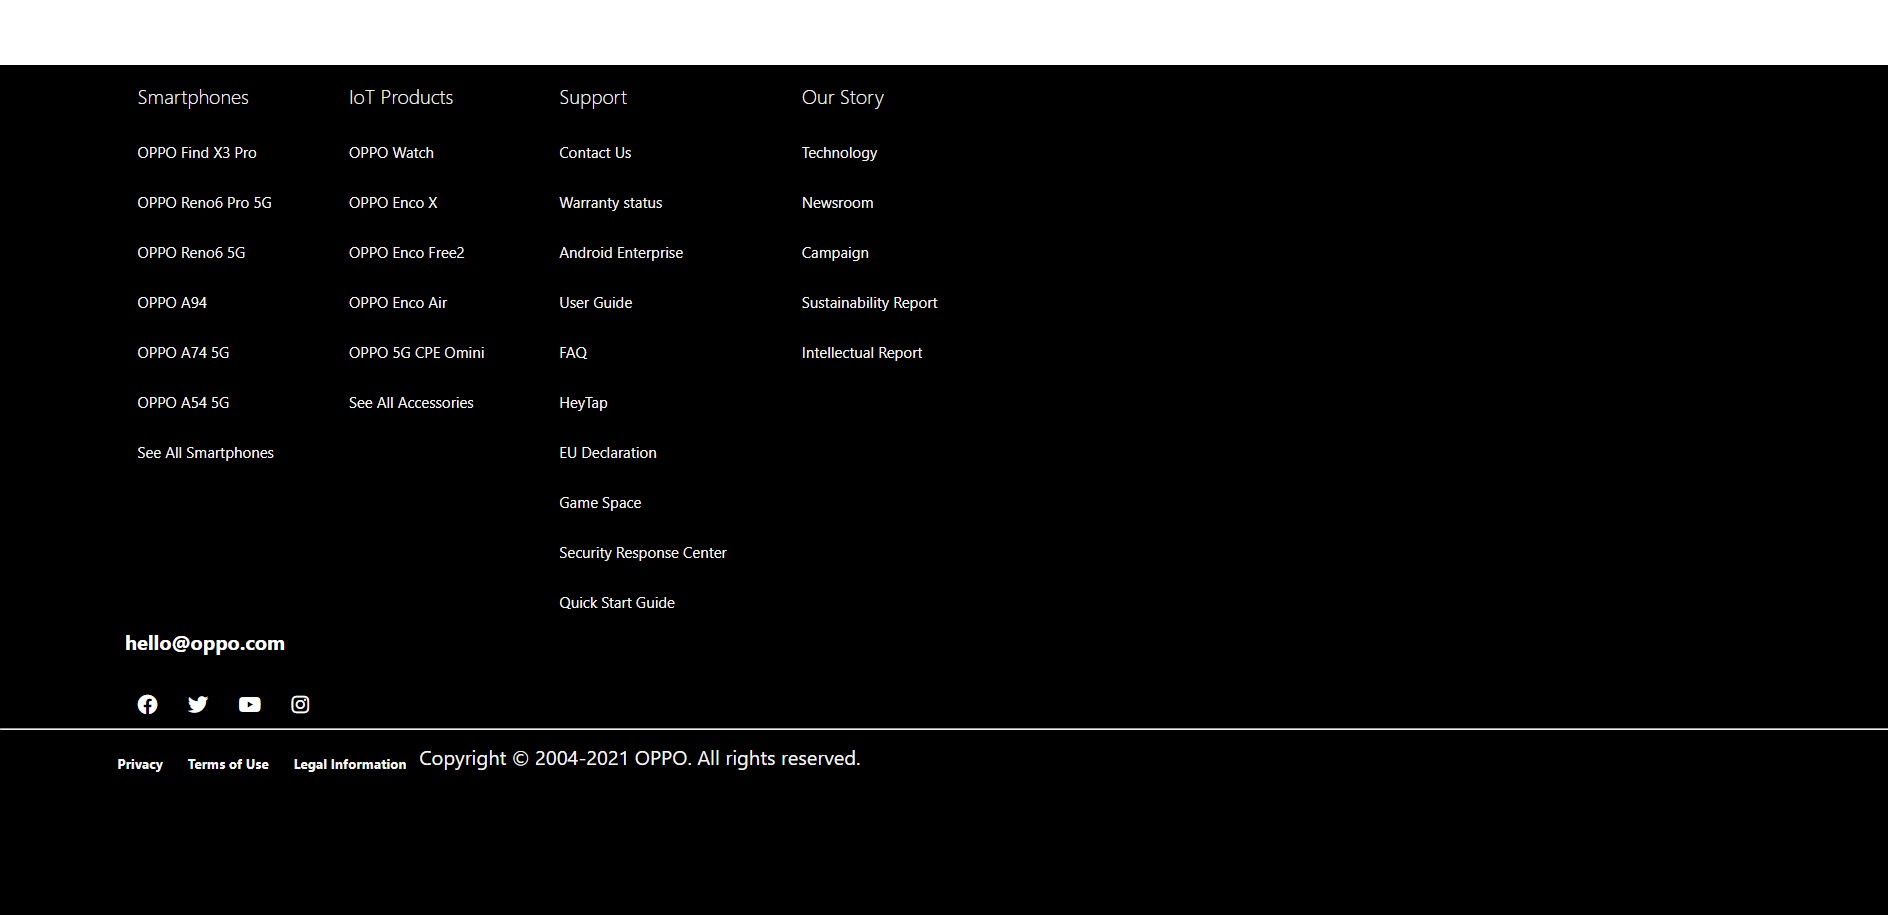 Smartphones
OPPO Find X3 Pro
OPPO Reno6 Pro 5G
OPPO Reno6 5G
OPPO A94
OPPO A74 5G
OPPO A54 5G
See All Smartphones
IoT Products
OPPO Watch
OPPO Enco X
OPPO Enco Free2
OPPO Enco Air
OPPO 5G CPE Omini
See All Accessories
Support
Contact Us
Warranty status
Android Enterprise
User Guide
FAQ
HeyTap
EU Declaration
Game Space
Security Response Center
Quick Start Guide
Our Story
Technology
Newsroom
Campaign
Sustainability Report
Intellectual Report
hello@oppo.com
Privacy Terms of Use Legal Information Copyright © 2004-2021 OPPO. All rights reserved.